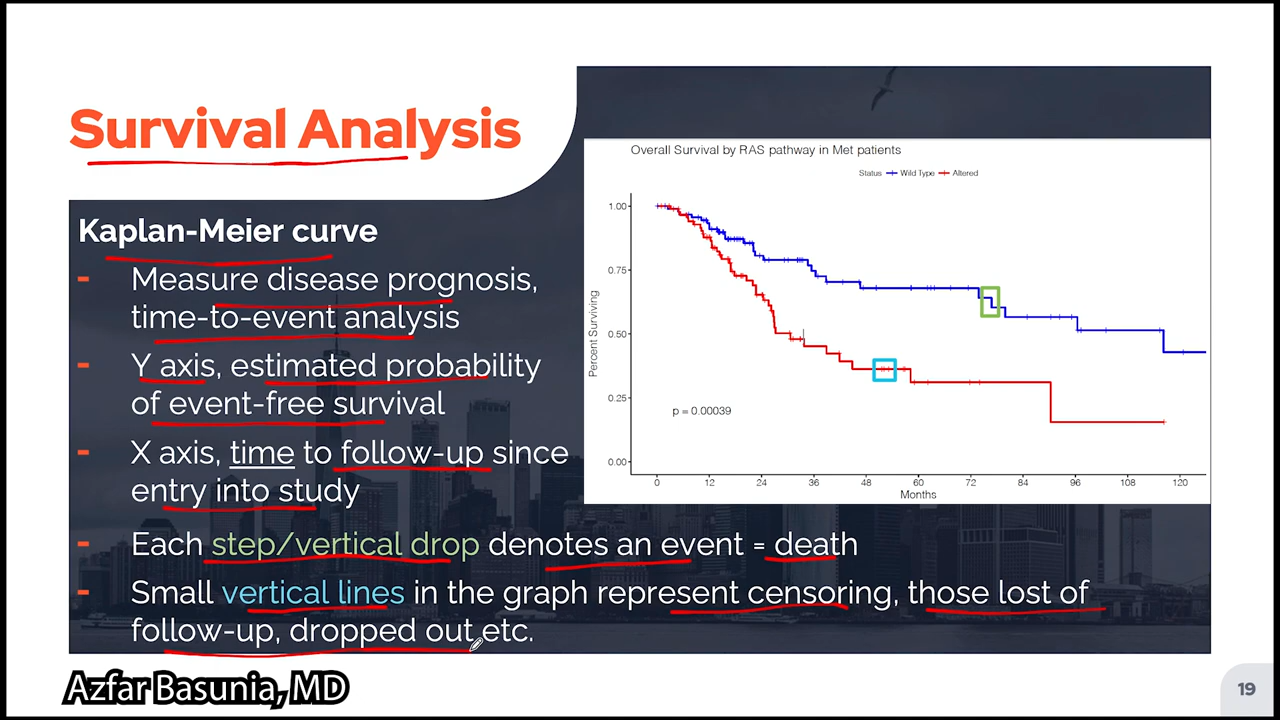 Survival Analysis
Kaplan-Meier curve
- Measure disease prognosis,
time-to-event analysis
- Y axis, estimated probability
of event-free survival
- X axis, time to follow-up since
entry into study
- Each step/vertical drop denotes an event = death
- Small vertical lines in the graph represent censoring, those lost of
follow-up, dropped out, etc.
Overall Survival by RAS pathway in Met patients
Status Wild Type Altered
Percent Surviving
1.00
0.75
0.50
0.25
0.00
p = 0.00039
0 12 24 36 48 60 72 84 96 108 120
Months
Azfar Basunia, MD
19